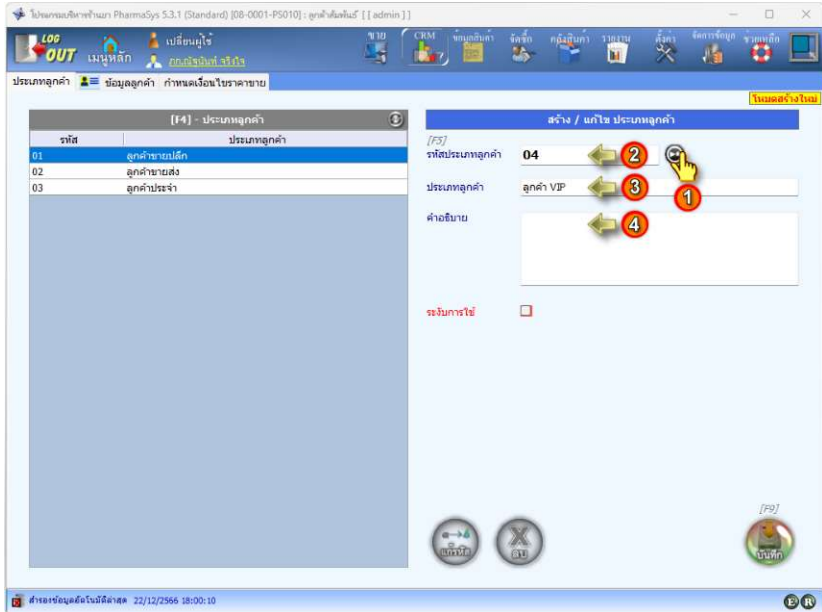 โปรแกรมบริหารร้านยา PharmaSys 5.3.1 (Standard) [08-0001-PS010] : ลูกค้าสัมพันธ์ [ [ admin ] ]
LOG OUT เมนูหลัก เปลี่ยนผู้ใช้ ขาย CRM ข้อมูลสินค้า จัดซื้อ คลังสินค้า รายงาน ตั้งค่า จัดการข้อมูล ช่วยเหลือ
ประเภทลูกค้า ข้อมูลลูกค้า กำหนดเงื่อนไขราคาขาย
โหมดสร้างใหม่
[F4] - ประเภทลูกค้า
สร้าง / แก้ไข ประเภทลูกค้า
รหัส ประเภทลูกค้า
01 ลูกค้าขายปลีก
02 ลูกค้าขายส่ง
03 ลูกค้าประจำ
[F5]
รหัสประเภทลูกค้า 04 2
1
ประเภทลูกค้า ลูกค้า VIP 3
คำอธิบาย 4
ระงับการใช้
[F9]
แก้รหัส ลบ บันทึก
สำรองข้อมูลอัตโนมัติล่าสุด 22/12/2566 18:00:10
E R